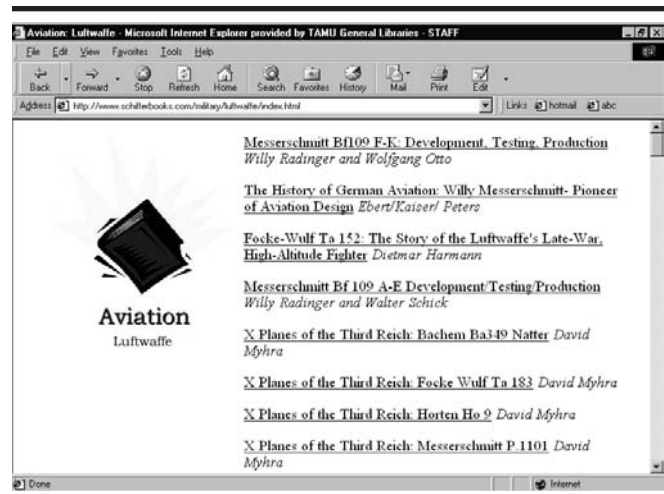 Aviation: Luftwaffe - Microsoft Internet Explorer provided by TAMU General Libraries - STAFF
File Edit View Favorites Tools Help
Back Forward Stop Refresh Home Search Favorites History Mail Print Edit
Address http://www.schifferbooks.com/military/luftwaffe/index.html Links hotmail abc
Messerschmitt Bf109 F-K: Development, Testing, Production
Willy Radinger and Wolfgang Otto
The History of German Aviation: Willy Messerschmitt- Pioneer
of Aviation Design Ebert/Kaiser/ Peters
Focke-Wulf Ta 152: The Story of the Luftwaffe's Late-War,
High-Altitude Fighter Dietmar Harmann
Messerschmitt Bf 109 A-E Development/Testing/Production
Willy Radinger and Walter Schick
Aviation
Luftwaffe
X Planes of the Third Reich: Bachem Ba349 Natter David
Myhra
X Planes of the Third Reich: Focke Wulf Ta 183 David Myhra
X Planes of the Third Reich: Horten Ho 9 David Myhra
X Planes of the Third Reich: Messerschmitt P.1101 David
Myhra
Done Internet